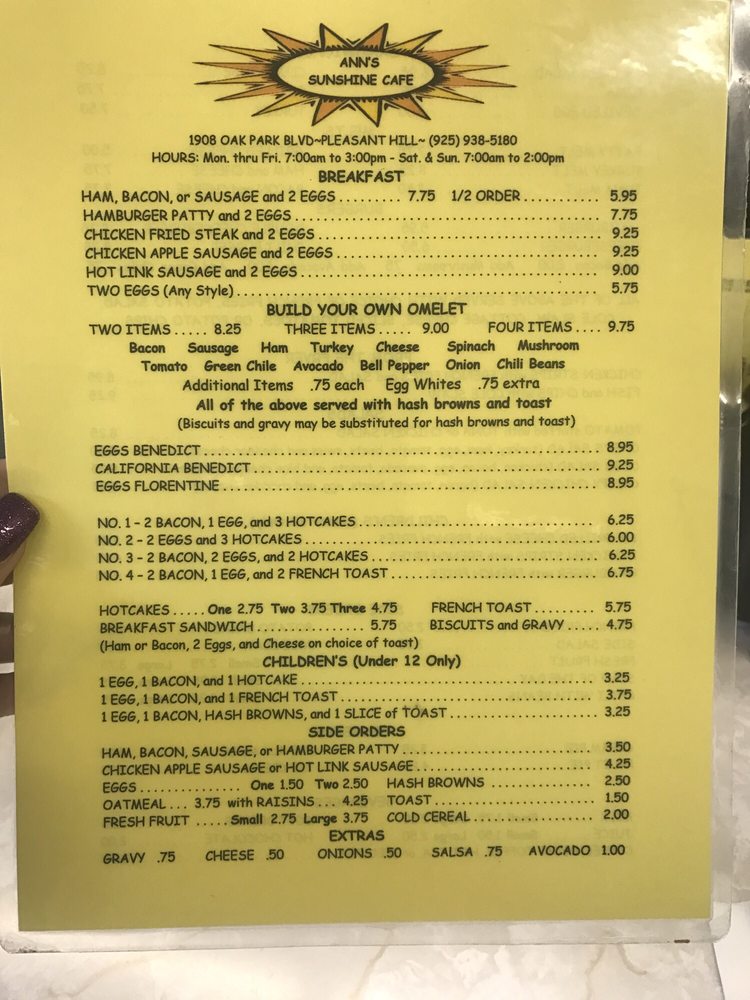 ANN'S
SUNSHINE CAFE
1908 OAK PARK BLVD~PLEASANT HILL~ (925) 938-5180
HOURS: Mon. thru Fri. 7:00am to 3:00pm - Sat. & Sun. 7:00am to 2:00pm
BREAKFAST
HAM, BACON, or SAUSAGE and 2 EGGS ......... 7.75 1/2 ORDER ........... 5.95
HAMBURGER PATTY and 2 EGGS ........ 7.75
CHICKEN FRIED STEAK and 2 EGGS ........ 9.25
CHICKEN APPLE SAUSAGE and 2 EGGS ........ 9.25
HOT LINK SAUSAGE and 2 EGGS ........ 9.00
TWO EGGS (Any Style) ........ 5.75
BUILD YOUR OWN OMELET
TWO ITEMS ..... 8.25 THREE ITEMS ..... 9.00 FOUR ITEMS .... 9.75
Bacon Sausage Ham Turkey Cheese Spinach Mushroom
Tomato Green Chile Avocado Bell Pepper Onion Chili Beans
Additional Items .75 each Egg Whites .75 extra
All of the above served with hash browns and toast
(Biscuits and gravy may be substituted for hash browns and toast)
EGGS BENEDICT ........ 8.95
CALIFORNIA BENEDICT ........ 9.25
EGGS FLORENTINE ........ 8.95
NO. 1 - 2 BACON, 1 EGG, and 3 HOTCAKES ........ 6.25
NO. 2 - 2 EGGS and 3 HOTCAKES ........ 6.00
NO. 3 - 2 BACON, 2 EGGS, and 2 HOTCAKES ........ 6.25
NO. 4 - 2 BACON, 1 EGG, and 2 FRENCH TOAST ........ 6.75
HOTCAKES ..... One 2.75 Two 3.75 Three 4.75 FRENCH TOAST ......... 5.75
BREAKFAST SANDWICH .............. 5.75 BISCUITS and GRAVY ..... 4.75
(Ham or Bacon, 2 Eggs, and Cheese on choice of toast)
CHILDREN'S (Under 12 Only)
1 EGG, 1 BACON, and 1 HOTCAKE ........ 3.25
1 EGG, 1 BACON, and 1 FRENCH TOAST ........ 3.75
1 EGG, 1 BACON, HASH BROWNS, and 1 SLICE of TOAST ........ 3.25
SIDE ORDERS
HAM, BACON, SAUSAGE, or HAMBURGER PATTY ........ 3.50
CHICKEN APPLE SAUSAGE or HOT LINK SAUSAGE ........ 4.25
EGGS ............. One 1.50 Two 2.50 HASH BROWNS ............. 2.50
OATMEAL ... 3.75 with RAISINS ... 4.25 TOAST ........ 1.50
FRESH FRUIT ..... Small 2.75 Large 3.75 COLD CEREAL ........ 2.00
EXTRAS
GRAVY .75 CHEESE .50 ONIONS .50 SALSA .75 AVOCADO 1.00